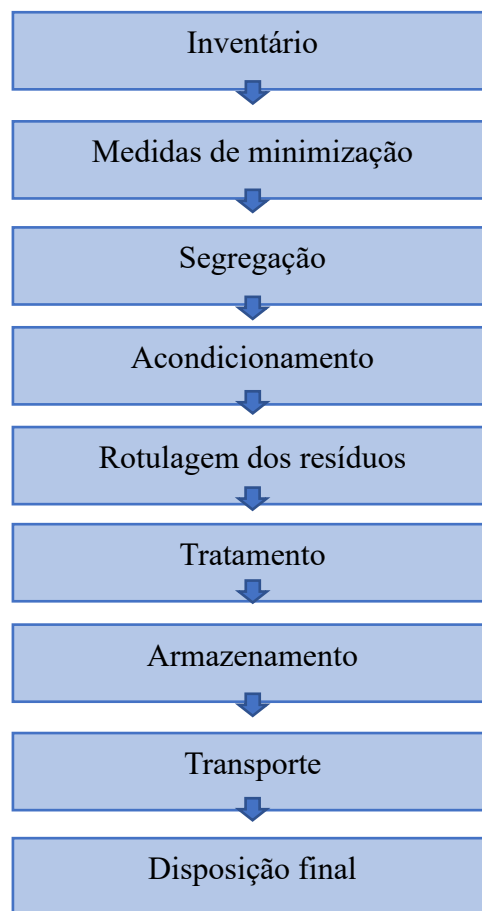 Inventário
Medidas de minimização
Segregação
Acondicionamento
Rotulagem dos resíduos
Tratamento
Armazenamento
Transporte
Disposição final